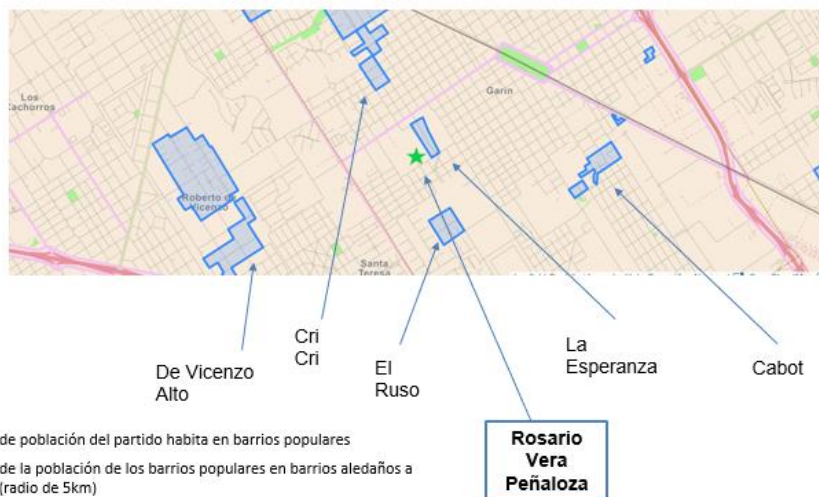 Los
Cachorros
Garin
Roberto de
Vicenzo
Santa
Teresa
Cri
Cri
De Vicenzo
Alto
El
Ruso
La
Esperanza
Cabot
Rosario
Vera
Peñaloza
de población del partido habita en barrios populares
de la población de los barrios populares en barrios aledaños a
(radio de 5km)